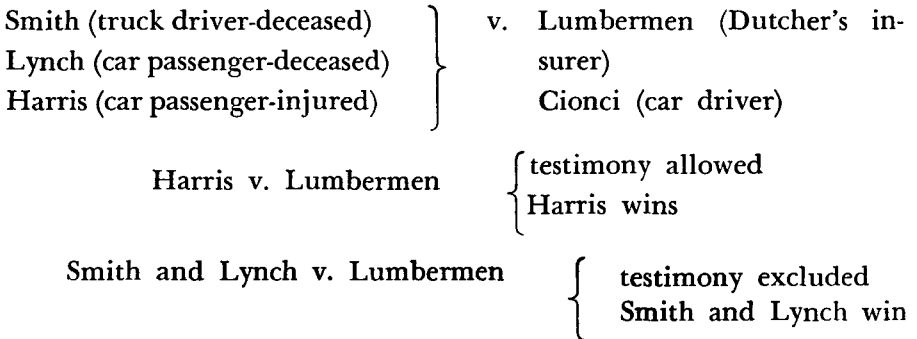 Smith (truck driver-deceased) v. Lumbermen (Dutcher's in-
Lynch (car passenger-deceased) surer)
Harris (car passenger-injured) Cionci (car driver)
Harris v. Lumbermen testimony allowed
Harris wins
Smith and Lynch v. Lumbermen testimony excluded
Smith and Lynch win